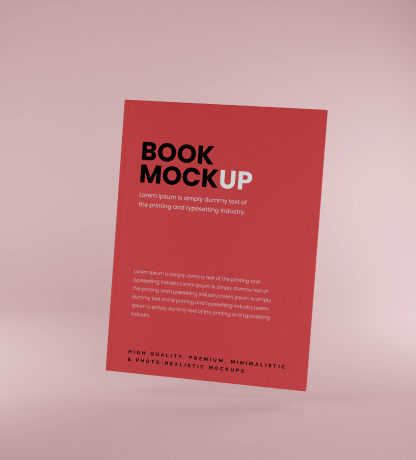 BOOK
MOCKUP
Lorem Ipsum is simply dummy text of
the printing and typesetting industry.
Lorem Ipsum is simply dummy text of the printing and
typesetting industry.Lorem Ipsum is simply dummy text of
the printing and typesetting industry.Lorem Ipsum is simply
dummy text of the printing and typesetting industry.Lorem
Ipsum is simply dummy text of the printing and typesetting
industry.
HIGH QUALITY, PREMIUM, MINIMALISTIC
& PHOTO-REALISTIC MOCKUPS